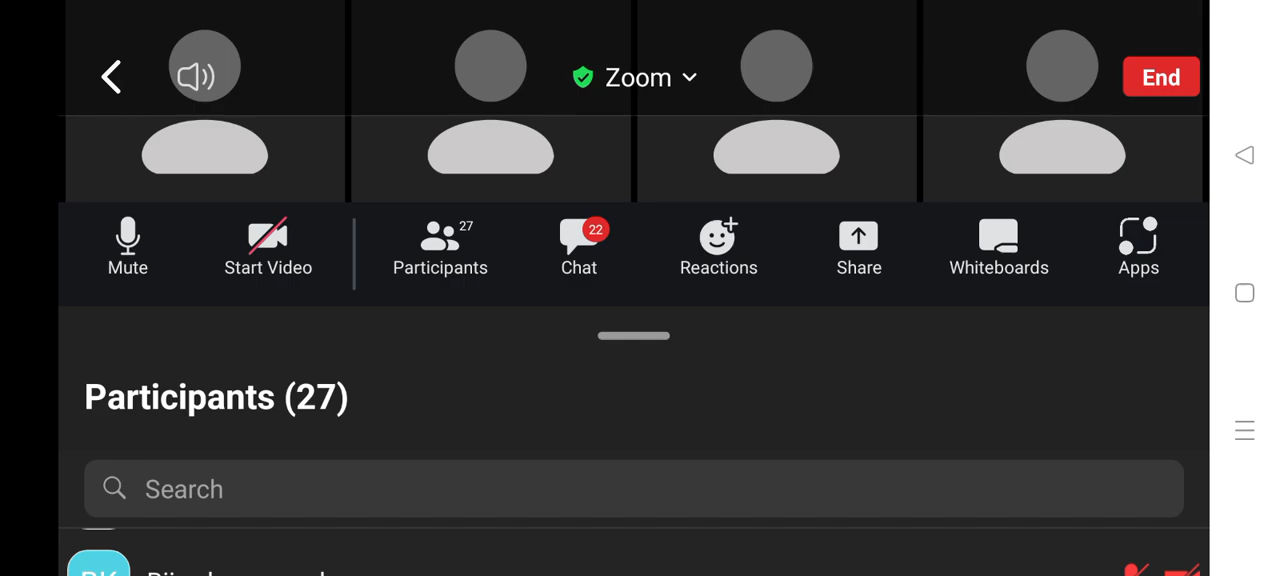 Zoom
End
27
22
Mute
Start Video
Participants
Chat
Reactions
Share
Whiteboards
Apps
Participants (27)
Search